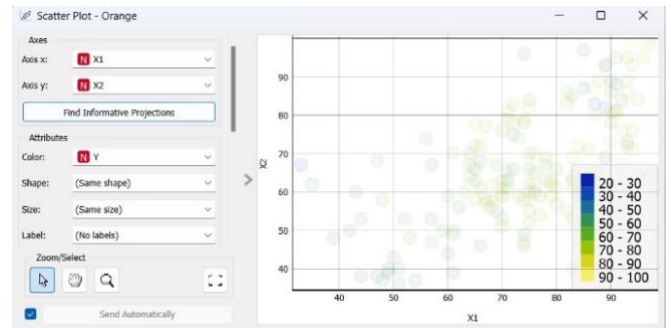 Scatter Plot - Orange
Axes
Axis x: N X1
Axis y: N X2
Find Informative Projections
Attributes
Color: N Y
Shape: (Same shape)
Size: (Same size)
Label: (No labels)
Zoom/Select
Send Automatically
X2
90
80
70
60
50
40
40 50 60 70 80 90
X1
20 - 30
30 - 40
40 - 50
50 - 60
60 - 70
70 - 80
80 - 90
90 - 100